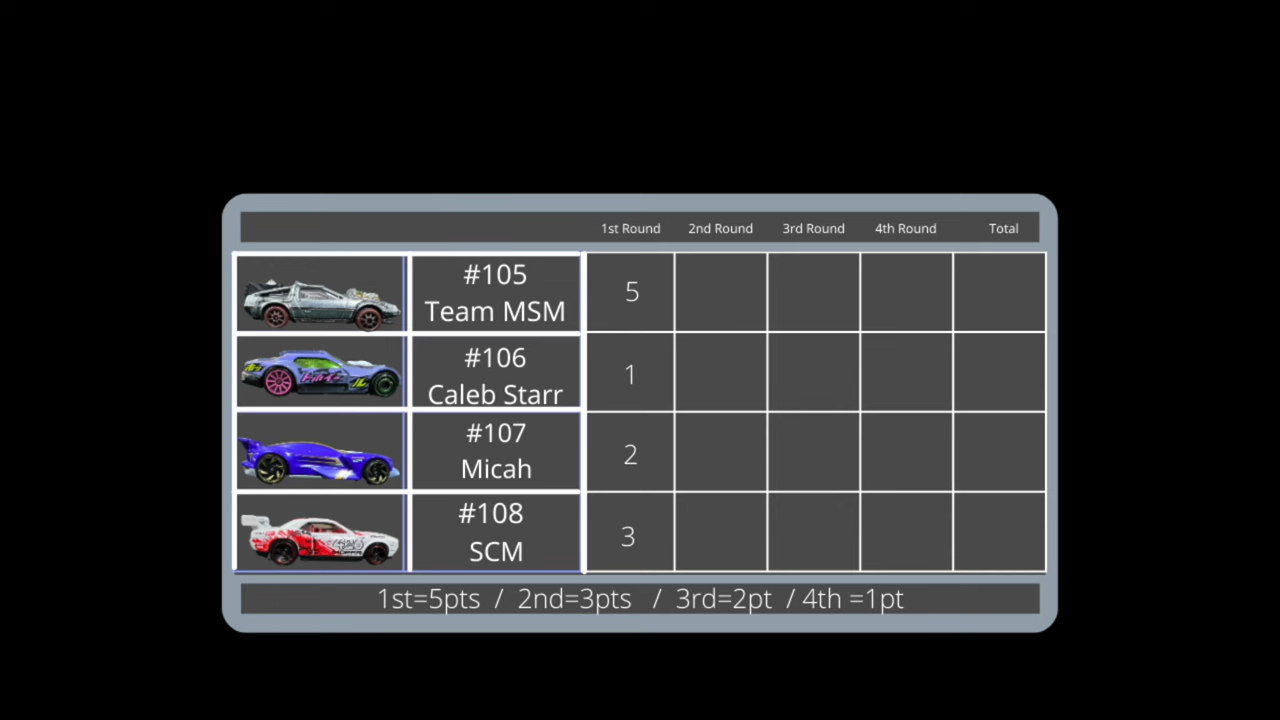 1st Round 2nd Round 3rd Round 4th Round Total
#105
Team MSM
5
#106
Caleb Starr
1
#107
Micah
2
#108
SCM
3
1st=5pts / 2nd=3pts / 3rd=2pt / 4th =1pt